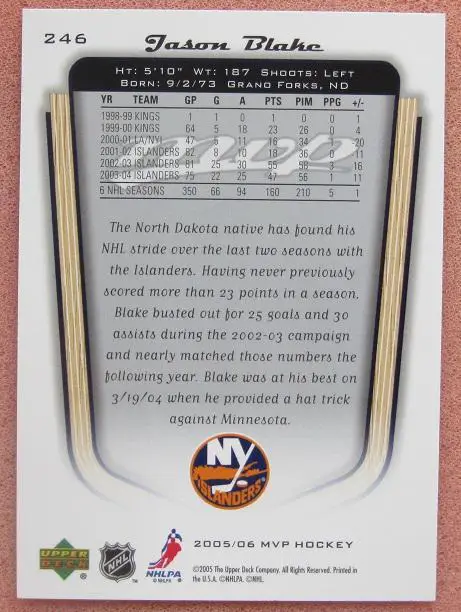 246 Jason Blake
HT: 5'10" WT: 187 SHOOTS: LEFT
BORN: 9/2/73 GRAND FORKS, ND
YR TEAM GP G A PTS PIM PPG +/-
1998-99 KINGS 1 1 0 1 0 0 1
1999-00 KINGS 64 5 18 23 26 0 4
2000-01 LA/NYI 47 5 11 16 34 1 -20
2001-02 ISLANDERS 82 8 10 18 36 0 -11
2002-03 ISLANDERS 81 25 30 55 58 3 16
2003-04 ISLANDERS 75 22 25 47 56 1 11
6 NHL SEASONS 350 66 94 160 210 5 1
mvp
The North Dakota native has found his
NHL stride over the last two seasons with
the Islanders. Having never previously
scored more than 23 points in a season,
Blake busted out for 25 goals and 30
assists during the 2002-03 campaign
and nearly matched those numbers the
following year. Blake was at his best on
3/19/04 when he provided a hat trick
against Minnesota.
NY
ISLANDERS
2005/06 MVP HOCKEY
UPPER DECK
NHL
NHLPA
©2005 The Upper Deck Company. All Rights Reserved. Printed in
the U.S.A. ©NHLPA. ©NHL.